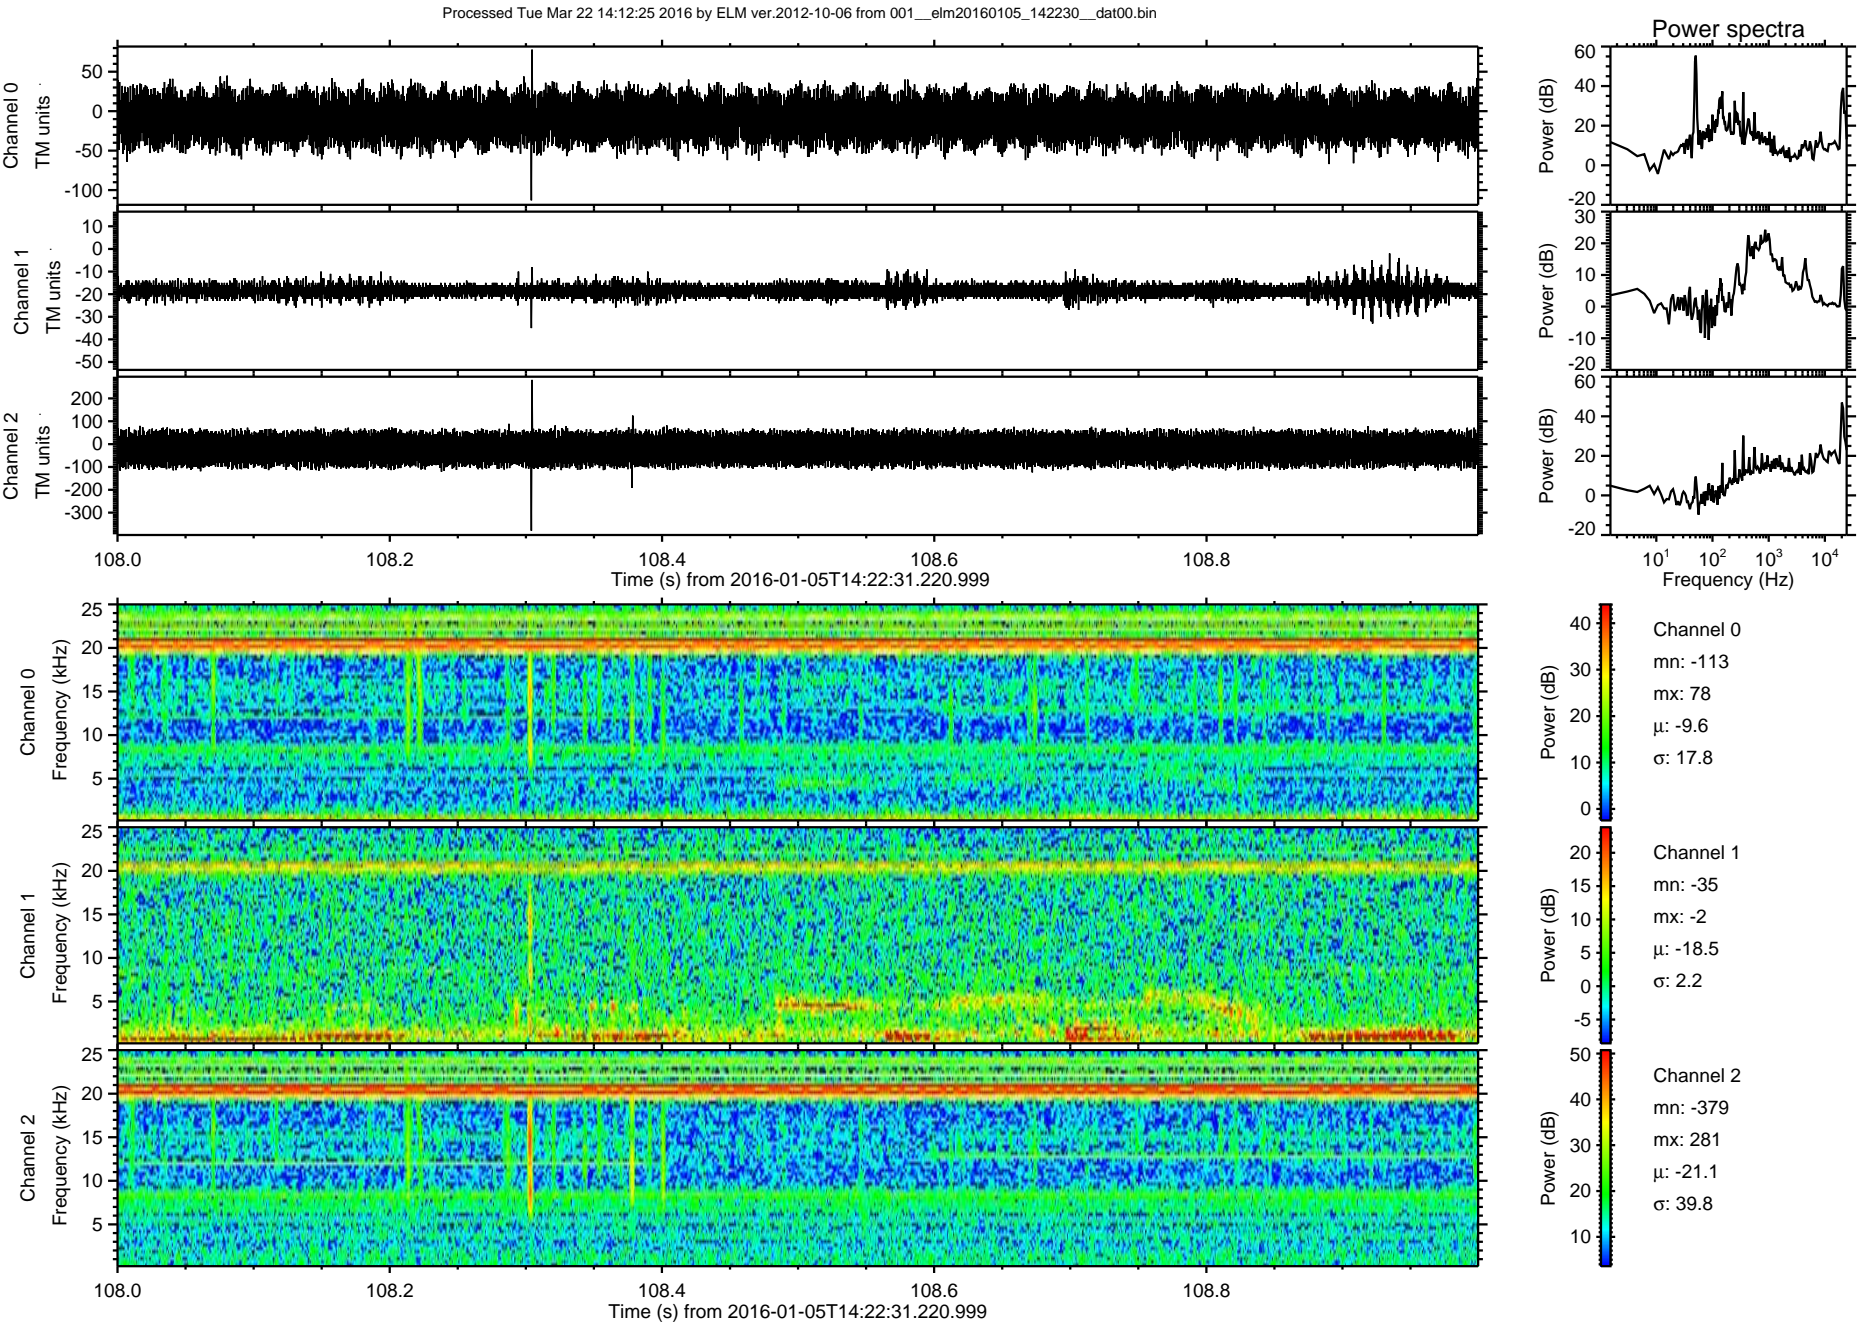 Processed Tue Mar 22 14:12:25 2016 by ELM ver.2012-10-06 from 001__elm20160105_142230__dat00.bin
Power spectra
Channel 0
TM units
50
0
-50
-100
Power (dB)
60
40
20
0
-20
Channel 1
TM units
10
0
-10
-20
-30
-40
-50
Power (dB)
30
20
10
0
-10
-20
Channel 2
TM units
200
100
0
-100
-200
-300
Power (dB)
60
40
20
0
-20
108.0 108.2 108.4 108.6 108.8
Time (s) from 2016-01-05T14:22:31.220.999
10¹ 10² 10³ 10⁴
Frequency (Hz)
Channel 0
Frequency (kHz)
25
20
15
10
5
Power (dB)
40
30
20
10
0
Channel 0
mn: -113
mx: 78
μ: -9.6
σ: 17.8
Channel 1
Frequency (kHz)
25
20
15
10
5
Power (dB)
20
15
10
5
0
-5
Channel 1
mn: -35
mx: -2
μ: -18.5
σ: 2.2
Channel 2
Frequency (kHz)
25
20
15
10
5
Power (dB)
50
40
30
20
10
Channel 2
mn: -379
mx: 281
μ: -21.1
σ: 39.8
108.0 108.2 108.4 108.6 108.8
Time (s) from 2016-01-05T14:22:31.220.999